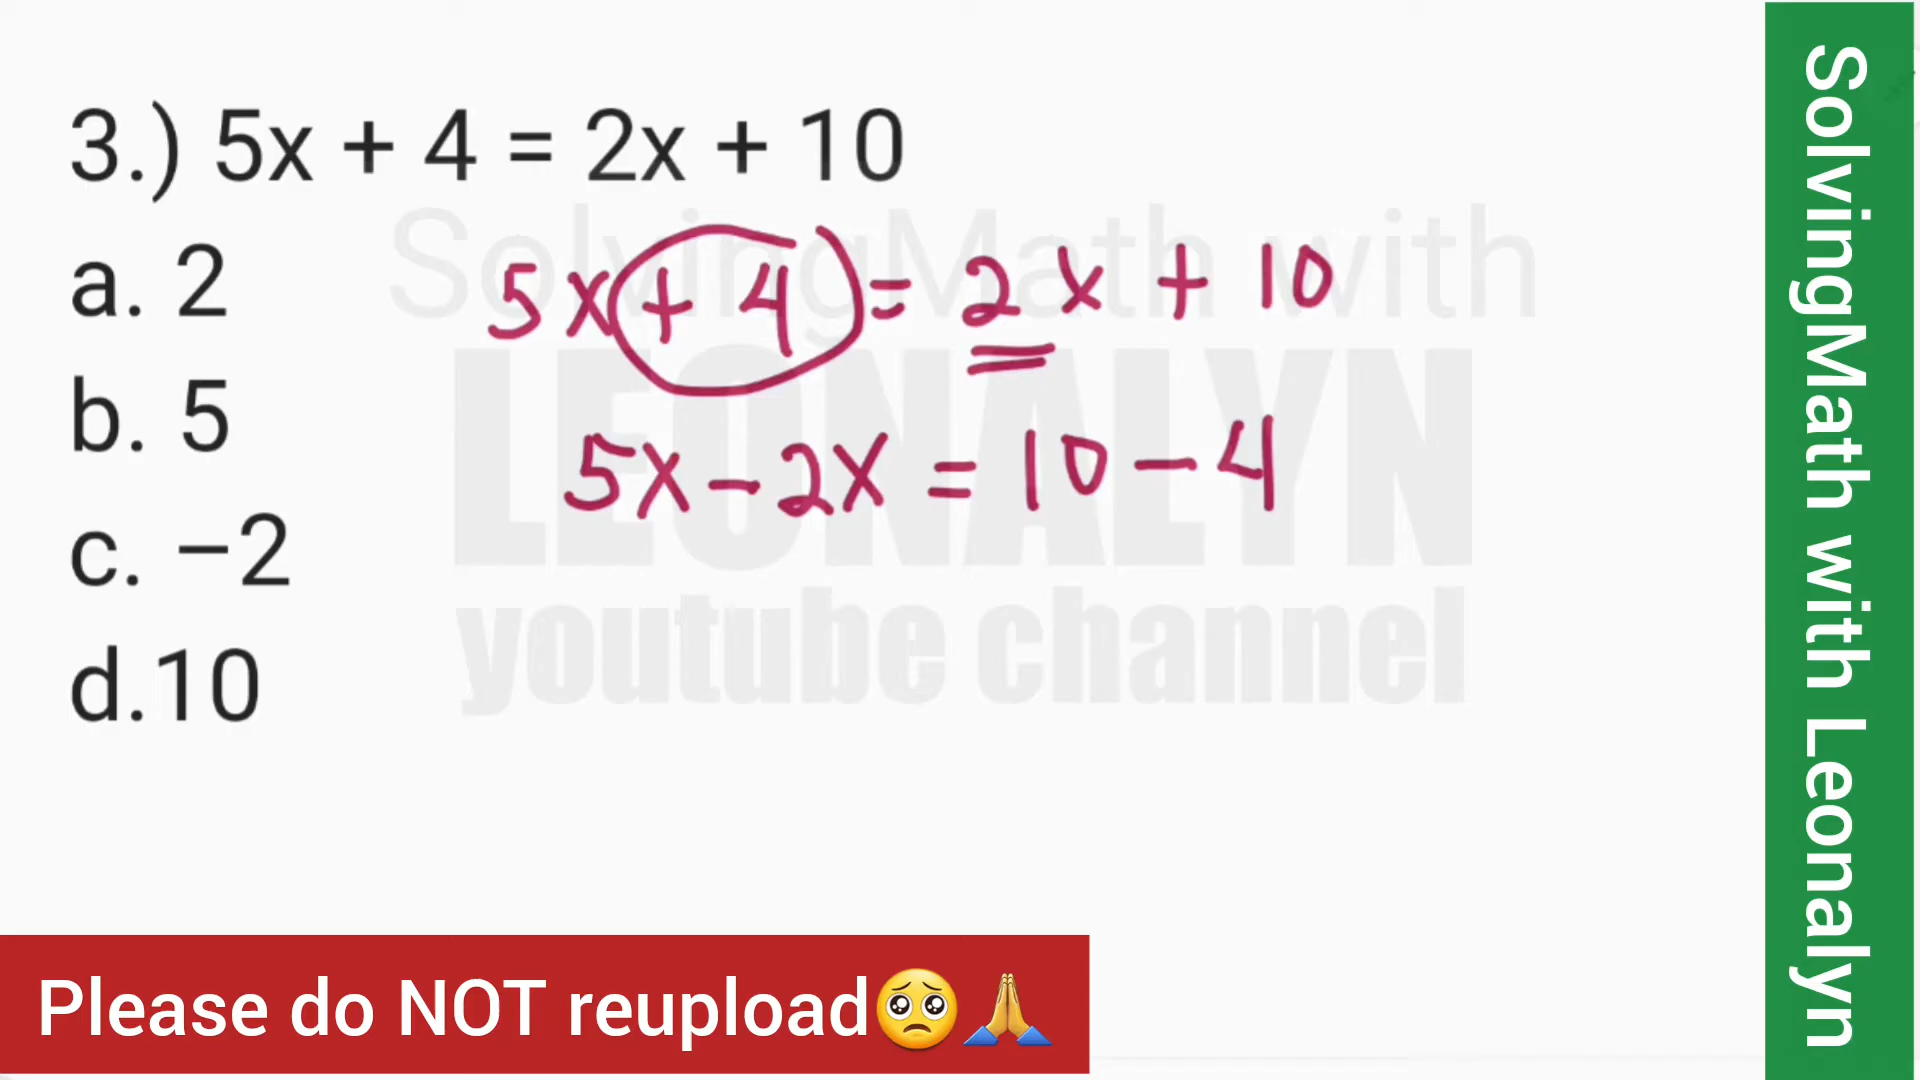 3.) 5x + 4 = 2x + 10
a. 2
b. 5
c. –2
d.10
5x + 4 = 2x + 10
5x - 2x = 10 - 4
SolvingMath with
LEONALYN
youtube channel
Please do NOT reupload🥺🙏
SolvingMath with Leonalyn